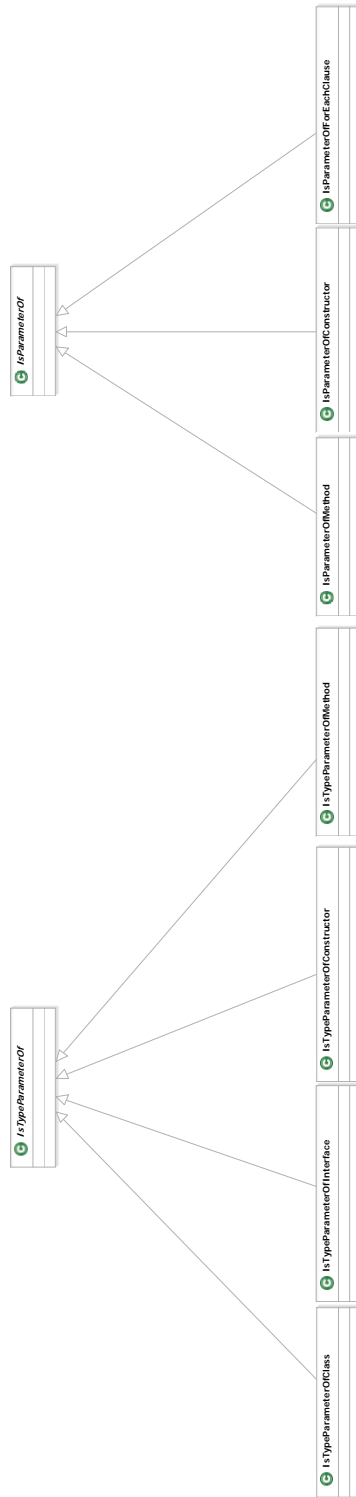 IsTypeParameterOf
IsParameterOf
IsTypeParameterOfClass
IsTypeParameterOfInterface
IsTypeParameterOfConstructor
IsTypeParameterOfMethod
IsParameterOfMethod
IsParameterOfConstructor
IsParameterOfForEachClause